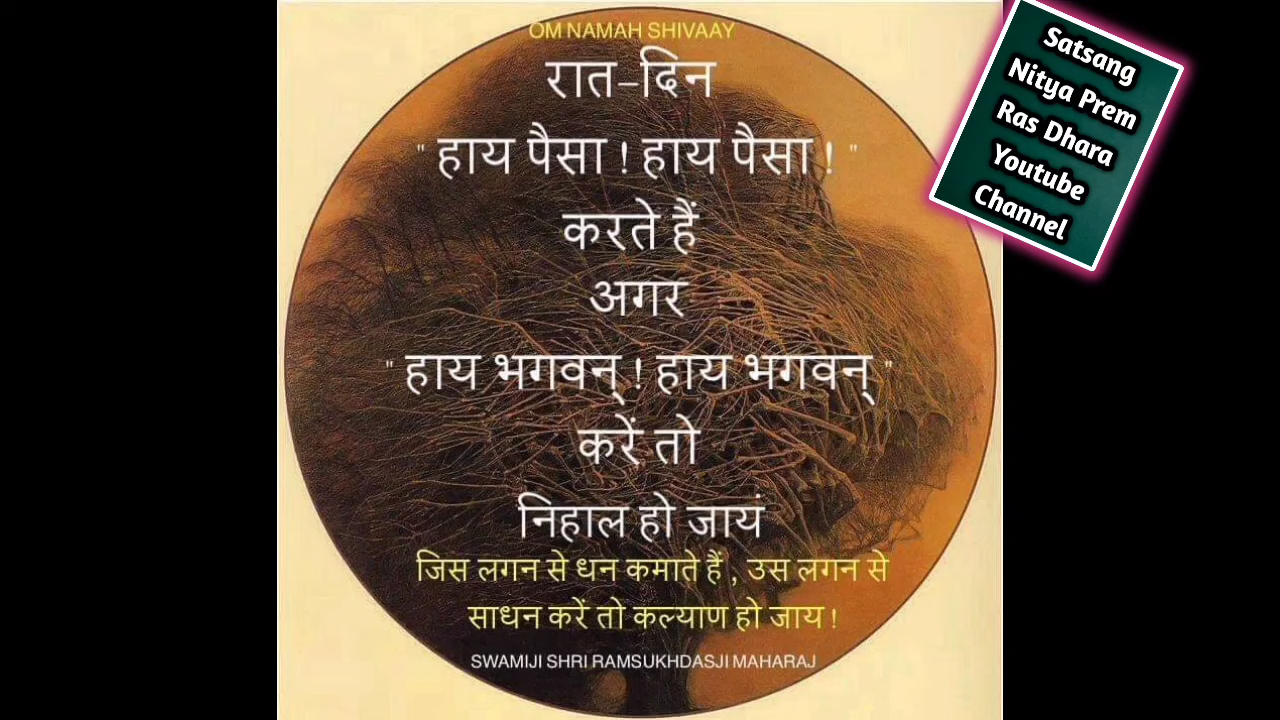 OM NAMAH SHIVAAY
रात–दिन
" हाय पैसा ! हाय पैसा ! "
करते हैं
अगर
" हाय भगवन् ! हाय भगवन् "
करें तो
निहाल हो जायं
जिस लगन से धन कमाते हैं , उस लगन से
साधन करें तो कल्याण हो जाय !
SWAMIJI SHRI RAMSUKHDASJI MAHARAJ
Satsang
Nitya Prem
Ras Dhara
Youtube
Channel